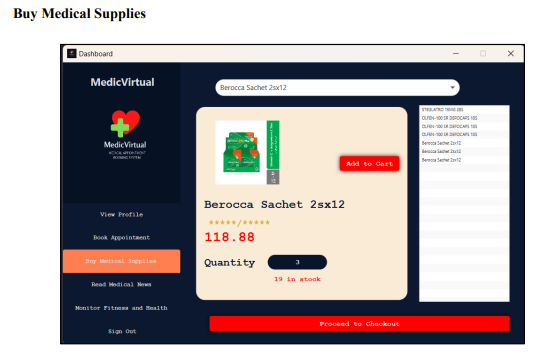 Buy Medical Supplies
Dashboard
MedicVirtual
MedicVirtual
MEDICAL APPOINTMENT
BOOKING SYSTEM
View Profile
Book Appointment
Buy Medical Supplies
Read Medical News
Monitor Fitness and Health
Sign Out
Berocca Sachet 2sx12
Add to Cart
Berocca Sachet 2sx12
*****/*****
118.88
Quantity
3
19 in stock
OLFEN-100 SR DEPOCAPS 10S
OLFEN-100 SR DEPOCAPS 10S
OLFEN-100 SR DEPOCAPS 10S
Berocca Sachet 2sx12
Berocca Sachet 2sx12
Berocca Sachet 2sx12
Proceed to Checkout